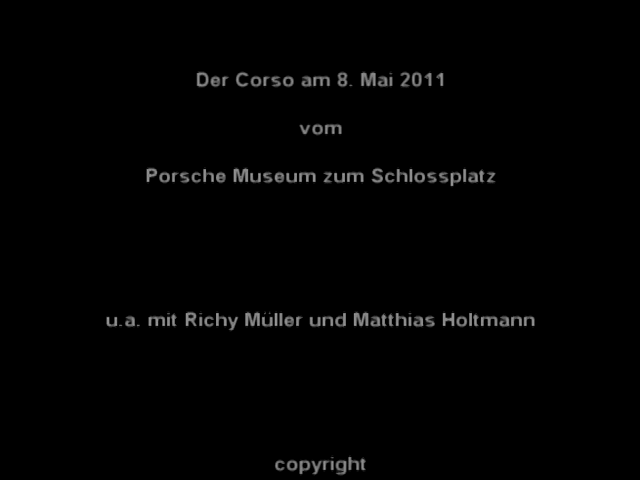 Der Corso am 8. Mai 2011
vom
Porsche Museum zum Schlossplatz
u.a. mit Richy Müller und Matthias Holtmann
copyright